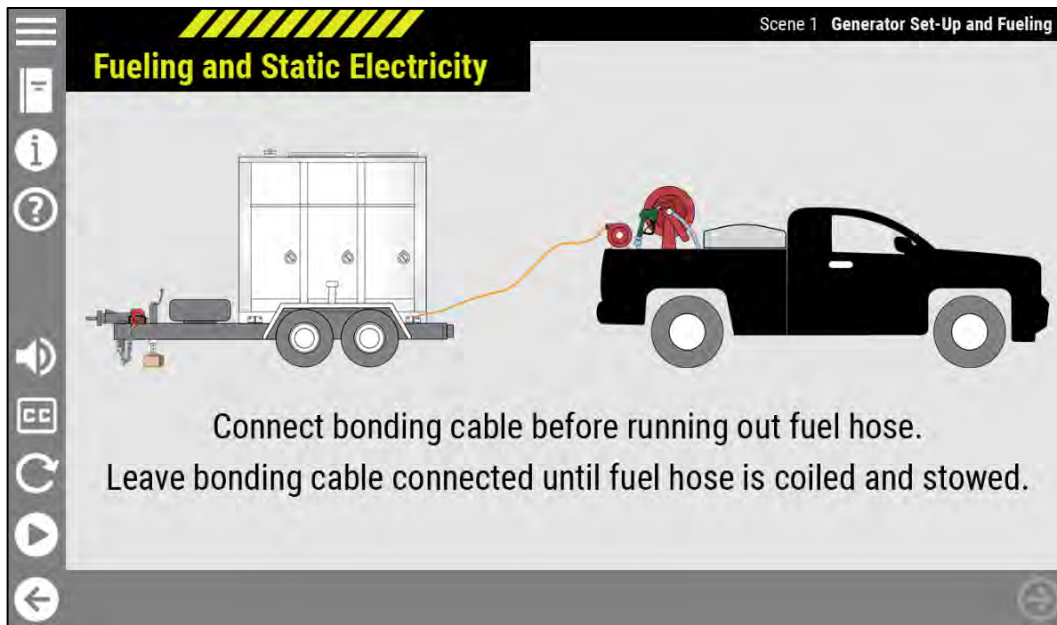 Scene 1 Generator Set-Up and Fueling
Fueling and Static Electricity
CC
Connect bonding cable before running out fuel hose.
Leave bonding cable connected until fuel hose is coiled and stowed.